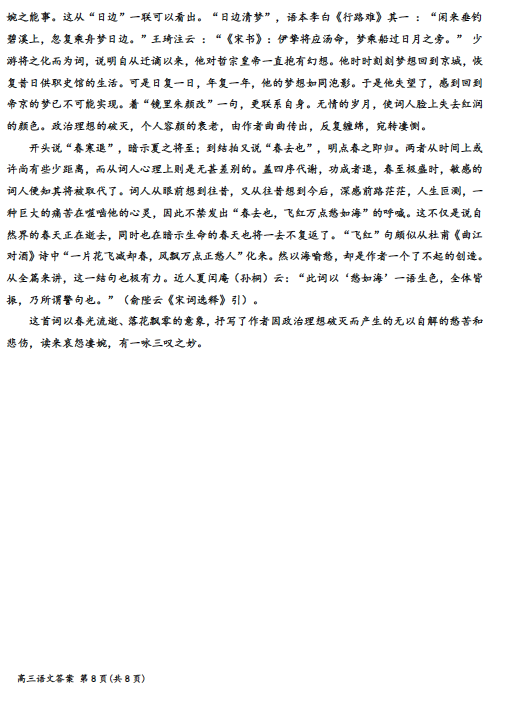 婉之能事。这从“日边”一联可以看出。“日边清梦”，语本李白《行路难》其一 ：“闲来垂钓
碧溪上，忽复乘舟梦日边。”王琦注云 ：“《宋书》：伊挚将应汤命，梦乘船过日月之旁。” 少
游将之化而为词，说明自从迁谪以来，他对哲宗皇帝一直抱有幻想。他时时刻刻梦想回到京城，恢
复昔日供职史馆的生活。可是日复一日，年复一年，他的梦想如同泡影。于是他失望了，感到回到
帝京的梦已不可能实现。着“镜里朱颜改”一句，更联系自身。无情的岁月，使词人脸上失去红润
的颜色。政治理想的破灭，个人容颜的衰老，由作者曲曲传出，反复缠绵，宛转凄恻。
开头说“春寒退”，暗示夏之将至；到结拍又说“春去也”，明点春之即归。两者从时间上或
许尚有些少距离，而从词人心理上则是无甚差别的。盖四序代谢，功成者退，春至极盛时，敏感的
词人便知其将被取代了。词人从眼前想到往昔，又从往昔想到今后，深感前路茫茫，人生叵测，一
种巨大的痛苦在噬啮他的心灵，因此不禁发出“春去也，飞红万点愁如海”的呼喊。这不仅是说自
然界的春天正在逝去，同时也在暗示生命的春天也将一去不复返了。“飞红”句颇似从杜甫《曲江
对酒》诗中“一片花飞减却春，风飘万点正愁人”化来。然以海喻愁，却是作者一个了不起的创造。
从全篇来讲，这一结句也极有力。近人夏闰庵（孙桐）云：“此词以‘愁如海’一语生色，全体皆
振，乃所谓警句也。”（俞陛云《宋词选释》引）。
这首词以春光流逝、落花飘零的意象，抒写了作者因政治理想破灭而产生的无以自解的愁苦和
悲伤，读来哀怨凄婉，有一咏三叹之妙。
高三语文答案 第 8 页(共 8 页)